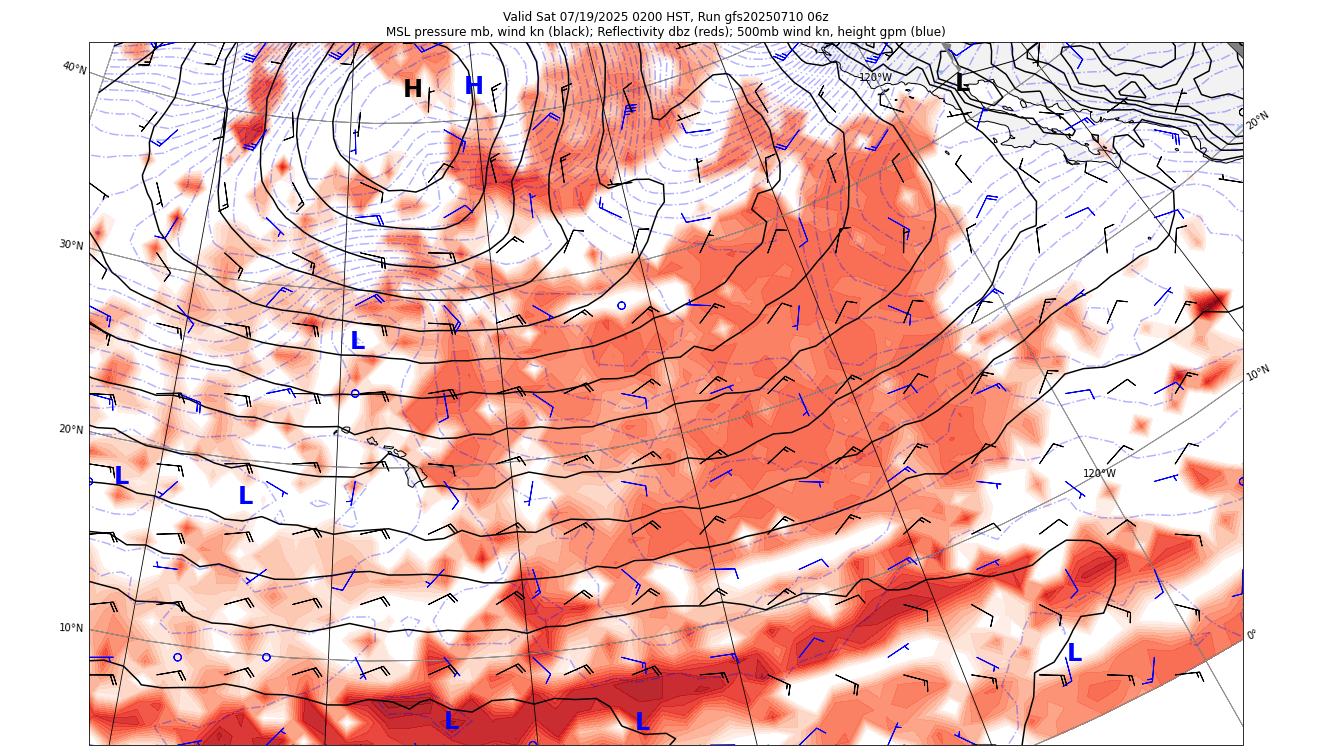 Valid Sat 07/19/2025 0200 HST, Run gfs20250710 06z
MSL pressure mb, wind kn (black); Reflectivity dbz (reds); 500mb wind kn, height gpm (blue)
40°N
H
H
120°W
L
20°N
30°N
L
10°N
20°N
L
L
120°W
10°N
0°
L
L
L